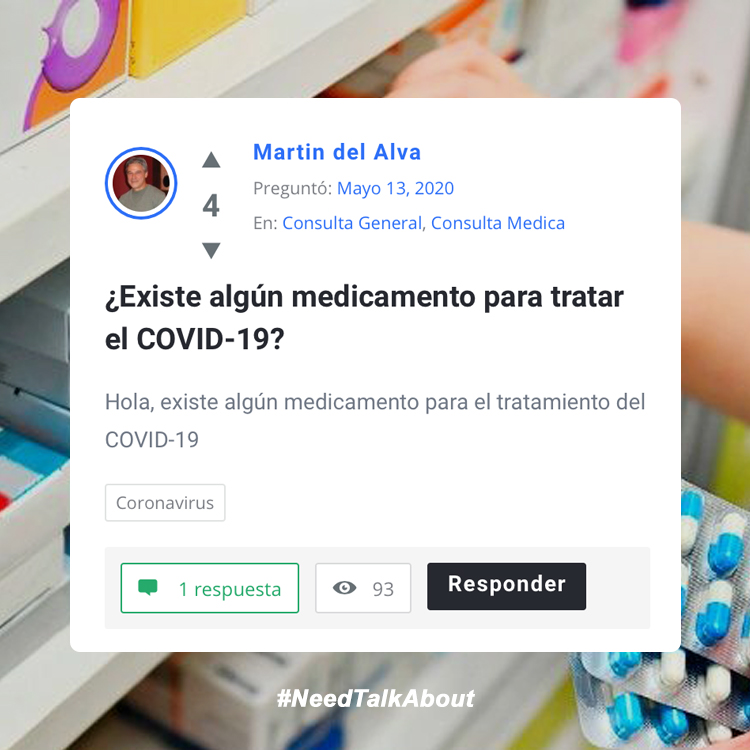 Martin del Alva
4
Preguntó: Mayo 13, 2020
En: Consulta General, Consulta Medica
¿Existe algún medicamento para tratar
el COVID-19?
Hola, existe algún medicamento para el tratamiento del
COVID-19
Coronavirus
1 respuesta
93
Responder
#NeedTalkAbout